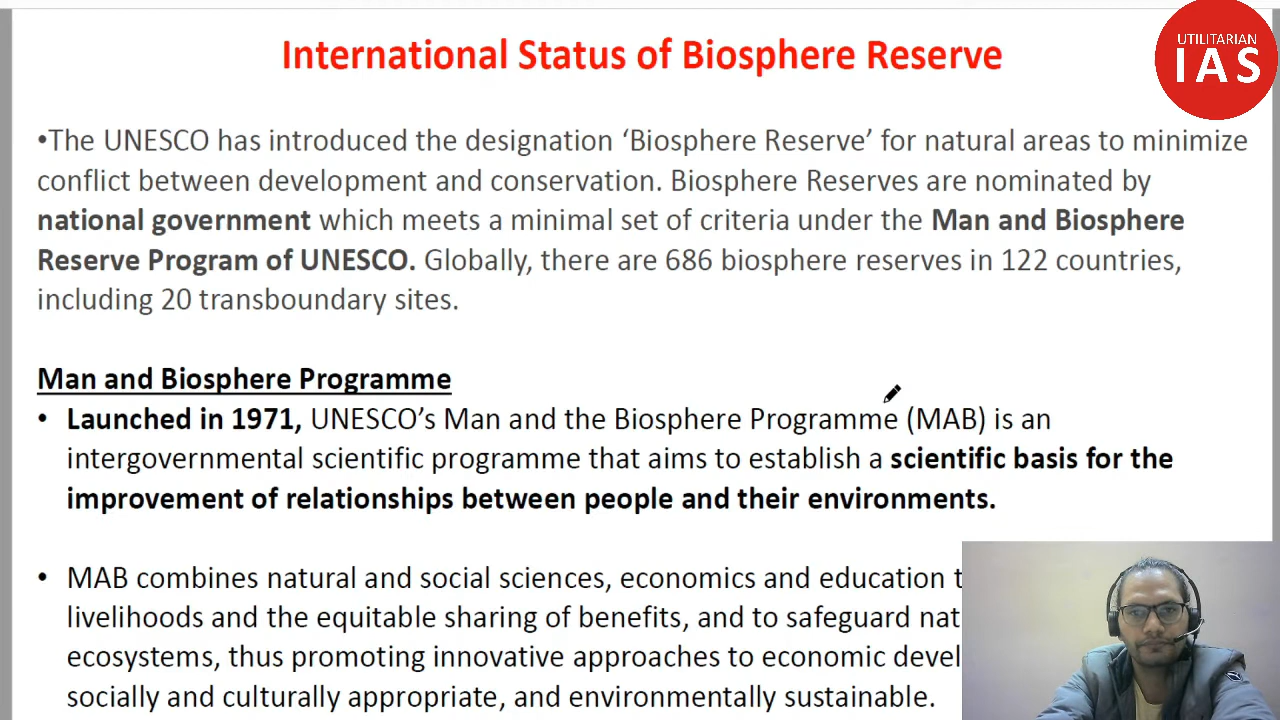 International Status of Biosphere Reserve
UTILITARIAN
IAS
•The UNESCO has introduced the designation ‘Biosphere Reserve’ for natural areas to minimize
conflict between development and conservation. Biosphere Reserves are nominated by
national government which meets a minimal set of criteria under the Man and Biosphere
Reserve Program of UNESCO. Globally, there are 686 biosphere reserves in 122 countries,
including 20 transboundary sites.
Man and Biosphere Programme
• Launched in 1971, UNESCO’s Man and the Biosphere Programme (MAB) is an
intergovernmental scientific programme that aims to establish a scientific basis for the
improvement of relationships between people and their environments.
• MAB combines natural and social sciences, economics and education
livelihoods and the equitable sharing of benefits, and to safeguard
ecosystems, thus promoting innovative approaches to economic
socially and culturally appropriate, and environmentally sustainable.